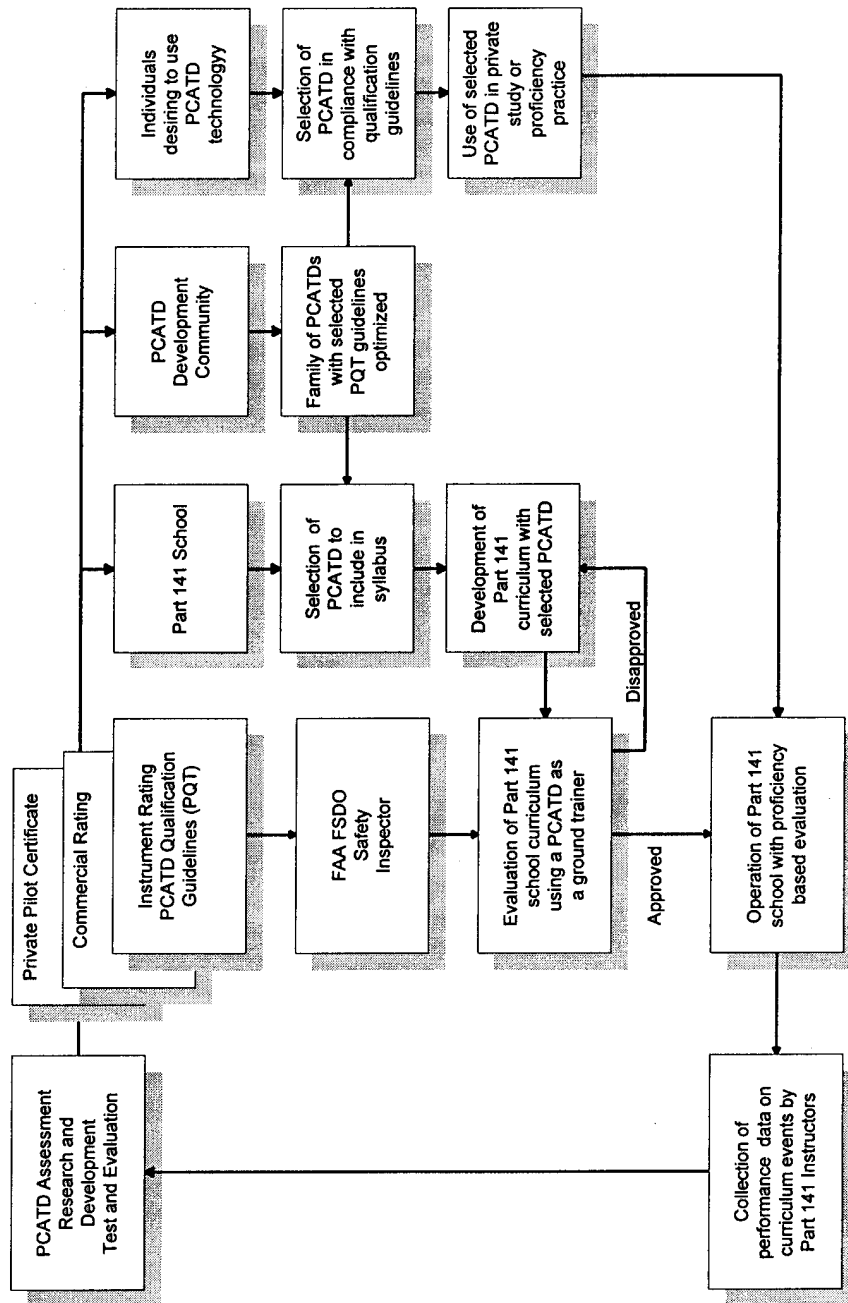 PCATD Assessment
Research and
Development
Test and Evaluation
Private Pilot Certificate
Commercial Rating
Instrument Rating
PCATD Qualification
Guidelines (PQT)
Part 141 School
PCATD
Development
Community
Individuals
desiring to use
PCATD
technologyy
FAA FSDO
Safety
Inspector
Selection of
PCATD to
include in
syllabus
Family of PCATDs
with selected
PQT guidelines
optimized
Selection of
PCATD in
compliance with
qualification
guidelines
Evaluation of Part 141
school curriculum
using a PCATD as
a ground trainer
Development of
Part 141
curriculum with
selected PCATD
Use of selected
PCATD in private
study or
proficiency
practice
Approved
Disapproved
Collection of
performance data on
curriculum events by
Part 141 Instructors
Operation of Part 141
school with proficiency
based evaluation